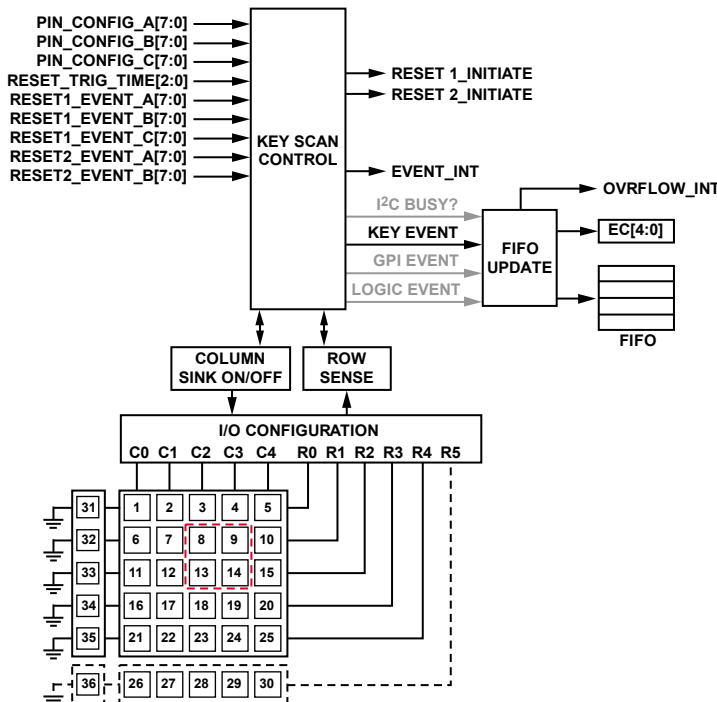 PIN_CONFIG_A[7:0]
PIN_CONFIG_B[7:0]
PIN_CONFIG_C[7:0]
RESET_TRIG_TIME[2:0]
RESET1_EVENT_A[7:0]
RESET1_EVENT_B[7:0]
RESET1_EVENT_C[7:0]
RESET2_EVENT_A[7:0]
RESET2_EVENT_B[7:0]
KEY SCAN
CONTROL
RESET 1_INITIATE
RESET 2_INITIATE
EVENT_INT
I2C BUSY?
KEY EVENT
GPI EVENT
LOGIC EVENT
FIFO
UPDATE
OVRFLOW_INT
EC[4:0]
FIFO
COLUMN
SINK ON/OFF
ROW
SENSE
I/O CONFIGURATION
C0 C1 C2 C3 C4 R0 R1 R2 R3 R4 R5
31 1 2 3 4 5
32 6 7 8 9 10
33 11 12 13 14 15
34 16 17 18 19 20
35 21 22 23 24 25
36 26 27 28 29 30